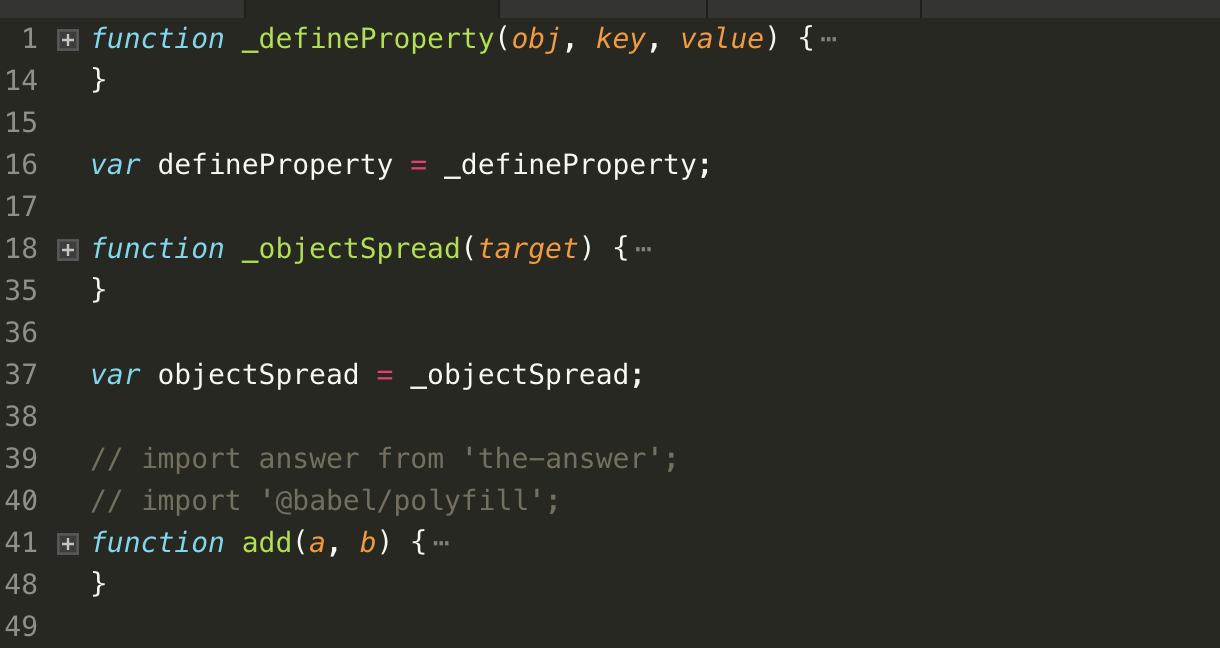 1 function _defineProperty(obj, key, value) {⋯
14 }
15
16 var defineProperty = _defineProperty;
17
18 function _objectSpread(target) {⋯
35 }
36
37 var objectSpread = _objectSpread;
38
39 // import answer from 'the-answer';
40 // import '@babel/polyfill';
41 function add(a, b) {⋯
48 }
49